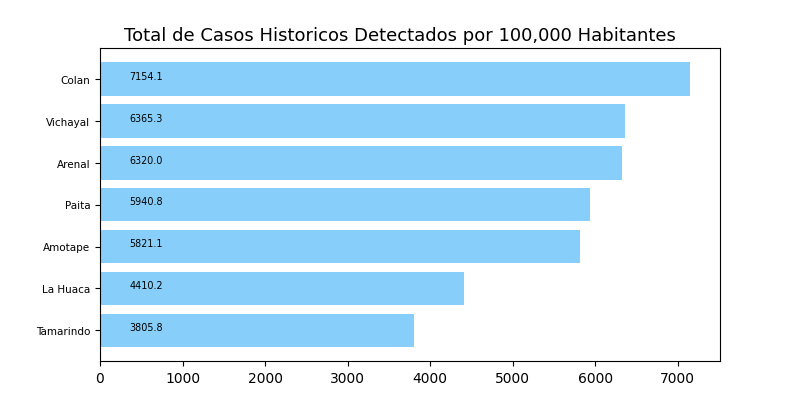 Total de Casos Historicos Detectados por 100,000 Habitantes
Colan 7154.1
Vichayal 6365.3
Arenal 6320.0
Paita 5940.8
Amotape 5821.1
La Huaca 4410.2
Tamarindo 3805.8
0 1000 2000 3000 4000 5000 6000 7000